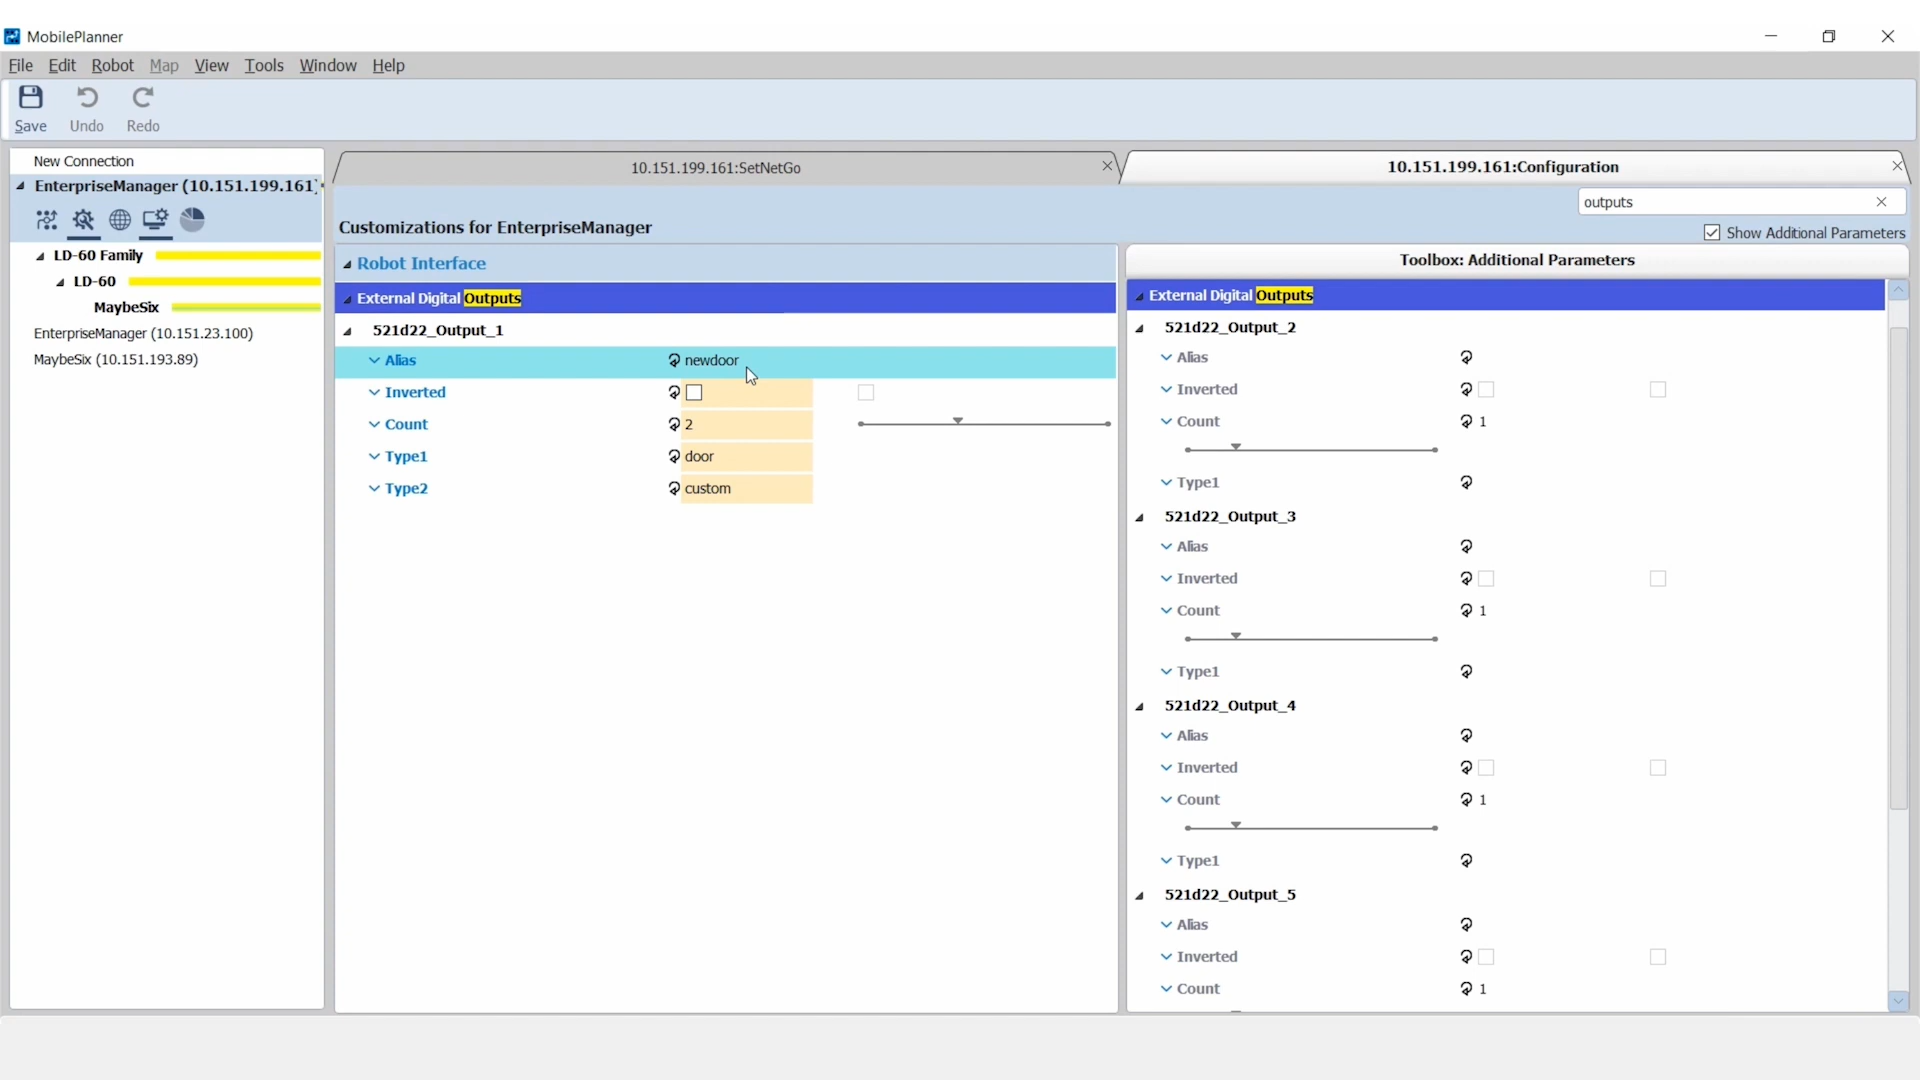 MobilePlanner
File Edit Robot Map View Tools Window Help
Save Undo Redo
New Connection
EnterpriseManager (10.151.199.161)
LD-60 Family
LD-60
MaybeSix
EnterpriseManager (10.151.23.100)
MaybeSix (10.151.193.89)
10.151.199.161:SetNetGo
10.151.199.161:Configuration
outputs
Customizations for EnterpriseManager
Show Additional Parameters
Robot Interface
External Digital Outputs
521d22_Output_1
Alias newdoor
Inverted
Count 2
Type1 door
Type2 custom
Toolbox: Additional Parameters
External Digital Outputs
521d22_Output_2
Alias
Inverted
Count 1
Type1
521d22_Output_3
Alias
Inverted
Count 1
Type1
521d22_Output_4
Alias
Inverted
Count 1
Type1
521d22_Output_5
Alias
Inverted
Count 1